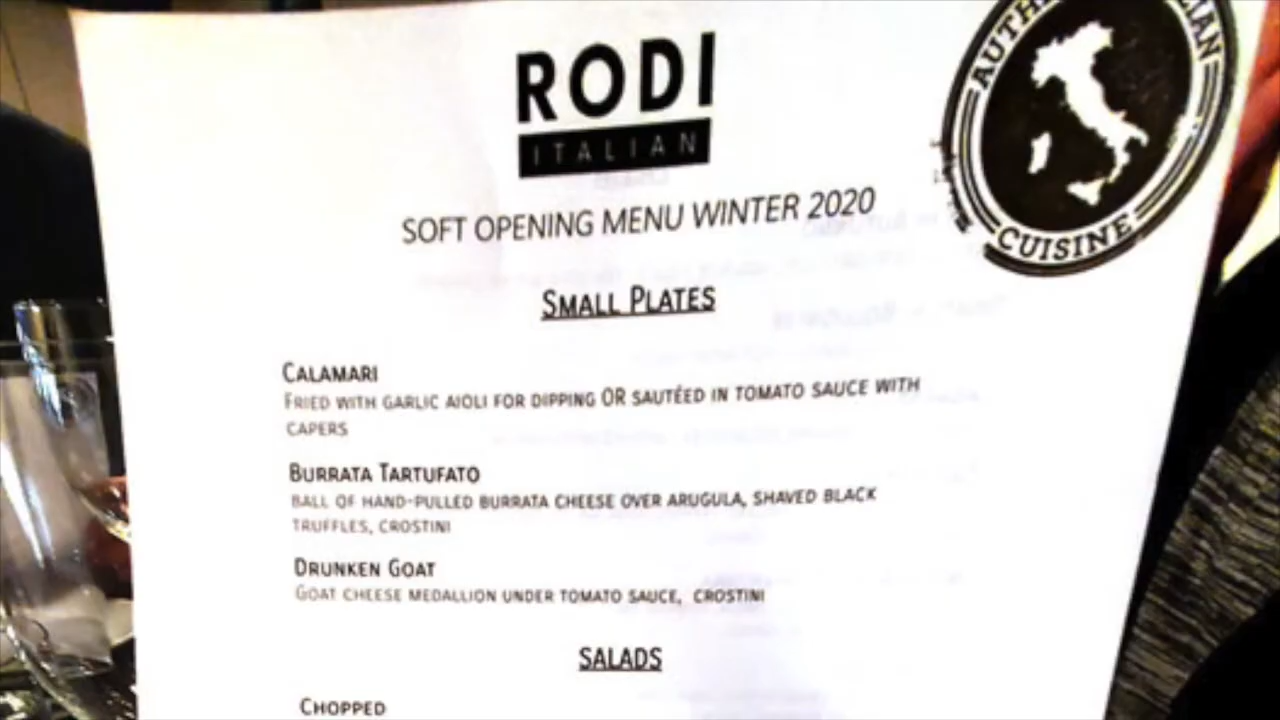 RODI
ITALIAN
CUISINE
SOFT OPENING MENU WINTER 2020
SMALL PLATES
CALAMARI
FRIED WITH GARLIC AIOLI FOR DIPPING OR SAUTÉED IN TOMATO SAUCE WITH
CAPERS
BURRATA TARTUFATO
BALL OF HAND-PULLED BURRATA CHEESE OVER ARUGULA, SHAVED BLACK
TRUFFLES, CROSTINI
DRUNKEN GOAT
GOAT CHEESE MEDALLION UNDER TOMATO SAUCE, CROSTINI
SALADS
CHOPPED